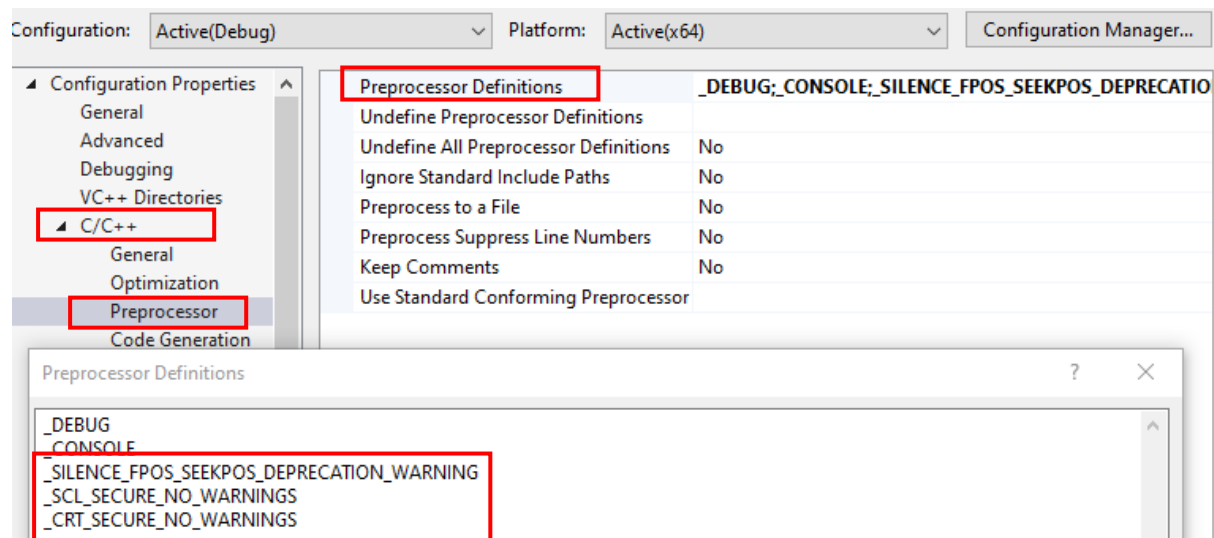 Configuration: Active(Debug) Platform: Active(x64) Configuration Manager...
Configuration Properties
General
Advanced
Debugging
VC++ Directories
C/C++
General
Optimization
Preprocessor
Code Generation
Preprocessor Definitions _DEBUG;_CONSOLE;_SILENCE_FPOS_SEEKPOS_DEPRECATIO
Undefine Preprocessor Definitions
Undefine All Preprocessor Definitions No
Ignore Standard Include Paths No
Preprocess to a File No
Preprocess Suppress Line Numbers No
Keep Comments No
Use Standard Conforming Preprocessor
Preprocessor Definitions ?
_DEBUG
_CONSOLE
_SILENCE_FPOS_SEEKPOS_DEPRECATION_WARNING
_SCL_SECURE_NO_WARNINGS
_CRT_SECURE_NO_WARNINGS